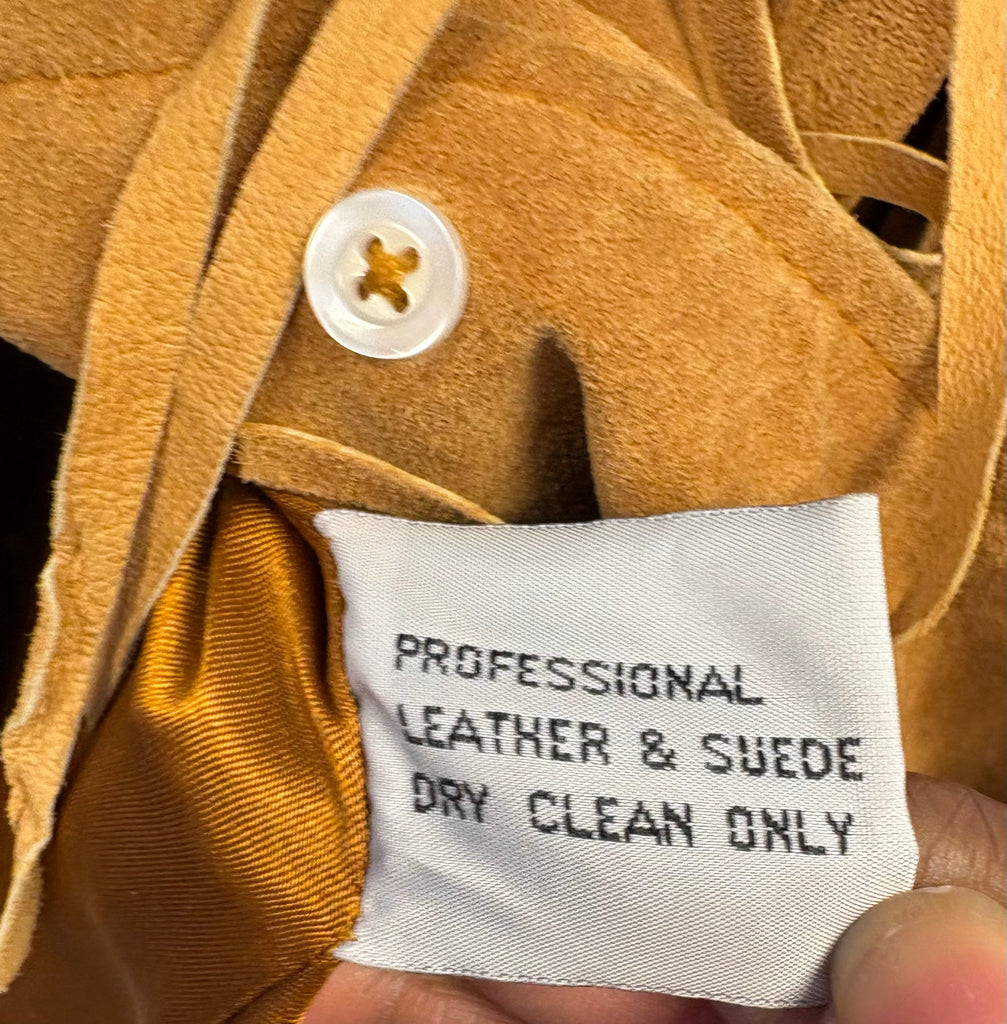 PROFESSIONAL
LEATHER & SUEDE
DRY CLEAN ONLY